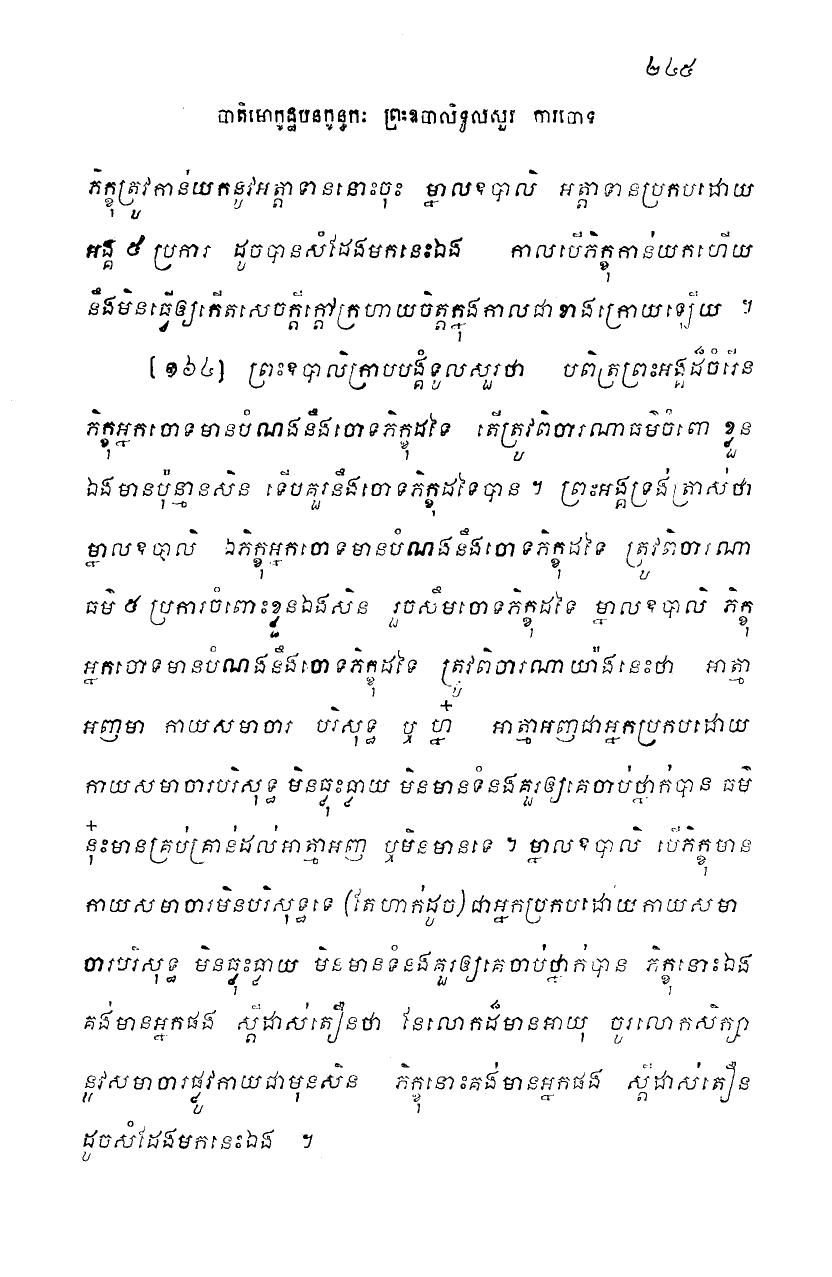 ២៤៥
បាតិមោក្ខដ្ឋបនក្ខន្ធកៈ ព្រះឧបាលិទូលសួរ ការចោទ
ភិក្ខុត្រូវកាន់យកនូវអត្តាទាននោះចុះ ម្នាលឧបាលិ អត្តាទានប្រកបដោយ
អង្គ ៥ ប្រការ ដូចបានសំដែងមកនេះឯង កាលបើភិក្ខុកាន់យកហើយ
នឹងមិនធ្វើឲ្យកើតសេចក្តីក្តៅក្រហាយចិត្តក្នុងកាលជាខាងក្រោយឡើយ ។
[១៦៤] ព្រះឧបាលិក្រាបបង្គំទូលសួរថា បពិត្រព្រះអង្គដ៏ចំរើន
ភិក្ខុអ្នកចោទមានបំណងនឹងចោទភិក្ខុដទៃ តើត្រូវពិចារណាធម៌ចំពោ ខ្លួន
ឯងមានប៉ុន្មានសិន ទើបគួរនឹងចោទភិក្ខុដទៃបាន ។ ព្រះអង្គទ្រង់ត្រាស់ថា
ម្នាលឧបាលិ ឯភិក្ខុអ្នកចោទមានបំណងនឹងចោទភិក្ខុដទៃ ត្រូវពិចារណា
ធម៌ ៥ ប្រការចំពោះខ្លួនឯងសិន រួចសឹមចោទភិក្ខុដទៃ ម្នាលឧបាលិ ភិក្ខុ
អ្នកចោទមានបំណងនឹងចោទភិក្ខុដទៃ ត្រូវពិចារណាយ៉ាងនេះថា អាត្មា
អញមា កាយសមាចារ បរិសុទ្ធ ឬ ហ្ន៎ អាត្មាអញជាអ្នកប្រកបដោយ
កាយសមាចារបរិសុទ្ធ មិនធ្លុះធ្លាយ មិនមានទំនងគួរឲ្យគេចាប់ថ្នាក់បាន ធម៌
នុ៎ះមានគ្រប់គ្រាន់ដល់អាត្មាអញ ឬមិនមានទេ ។ ម្នាលឧបាលិ បើភិក្ខុមាន
កាយសមាចារមិនបរិសុទ្ធទេ (តែហាក់ដូច) ជាអ្នកប្រកបដោយកាយសមា
ចារបរិសុទ្ធ មិនធ្លុះធ្លាយ មិនមានទំនងគួរឲ្យគេចាប់ថ្នាក់បាន ភិក្ខុនោះឯង
គង់មានអ្នកផង ស្តីដាស់តឿនថា នែលោកដ៏មានអាយុ ចូរលោកសិក្សា
នូវសមាចារផ្លូវកាយជាមុនសិន ភិក្ខុនោះគង់មានអ្នកផង ស្តីដាស់តឿន
ដូចសំដែងមកនេះឯង ។